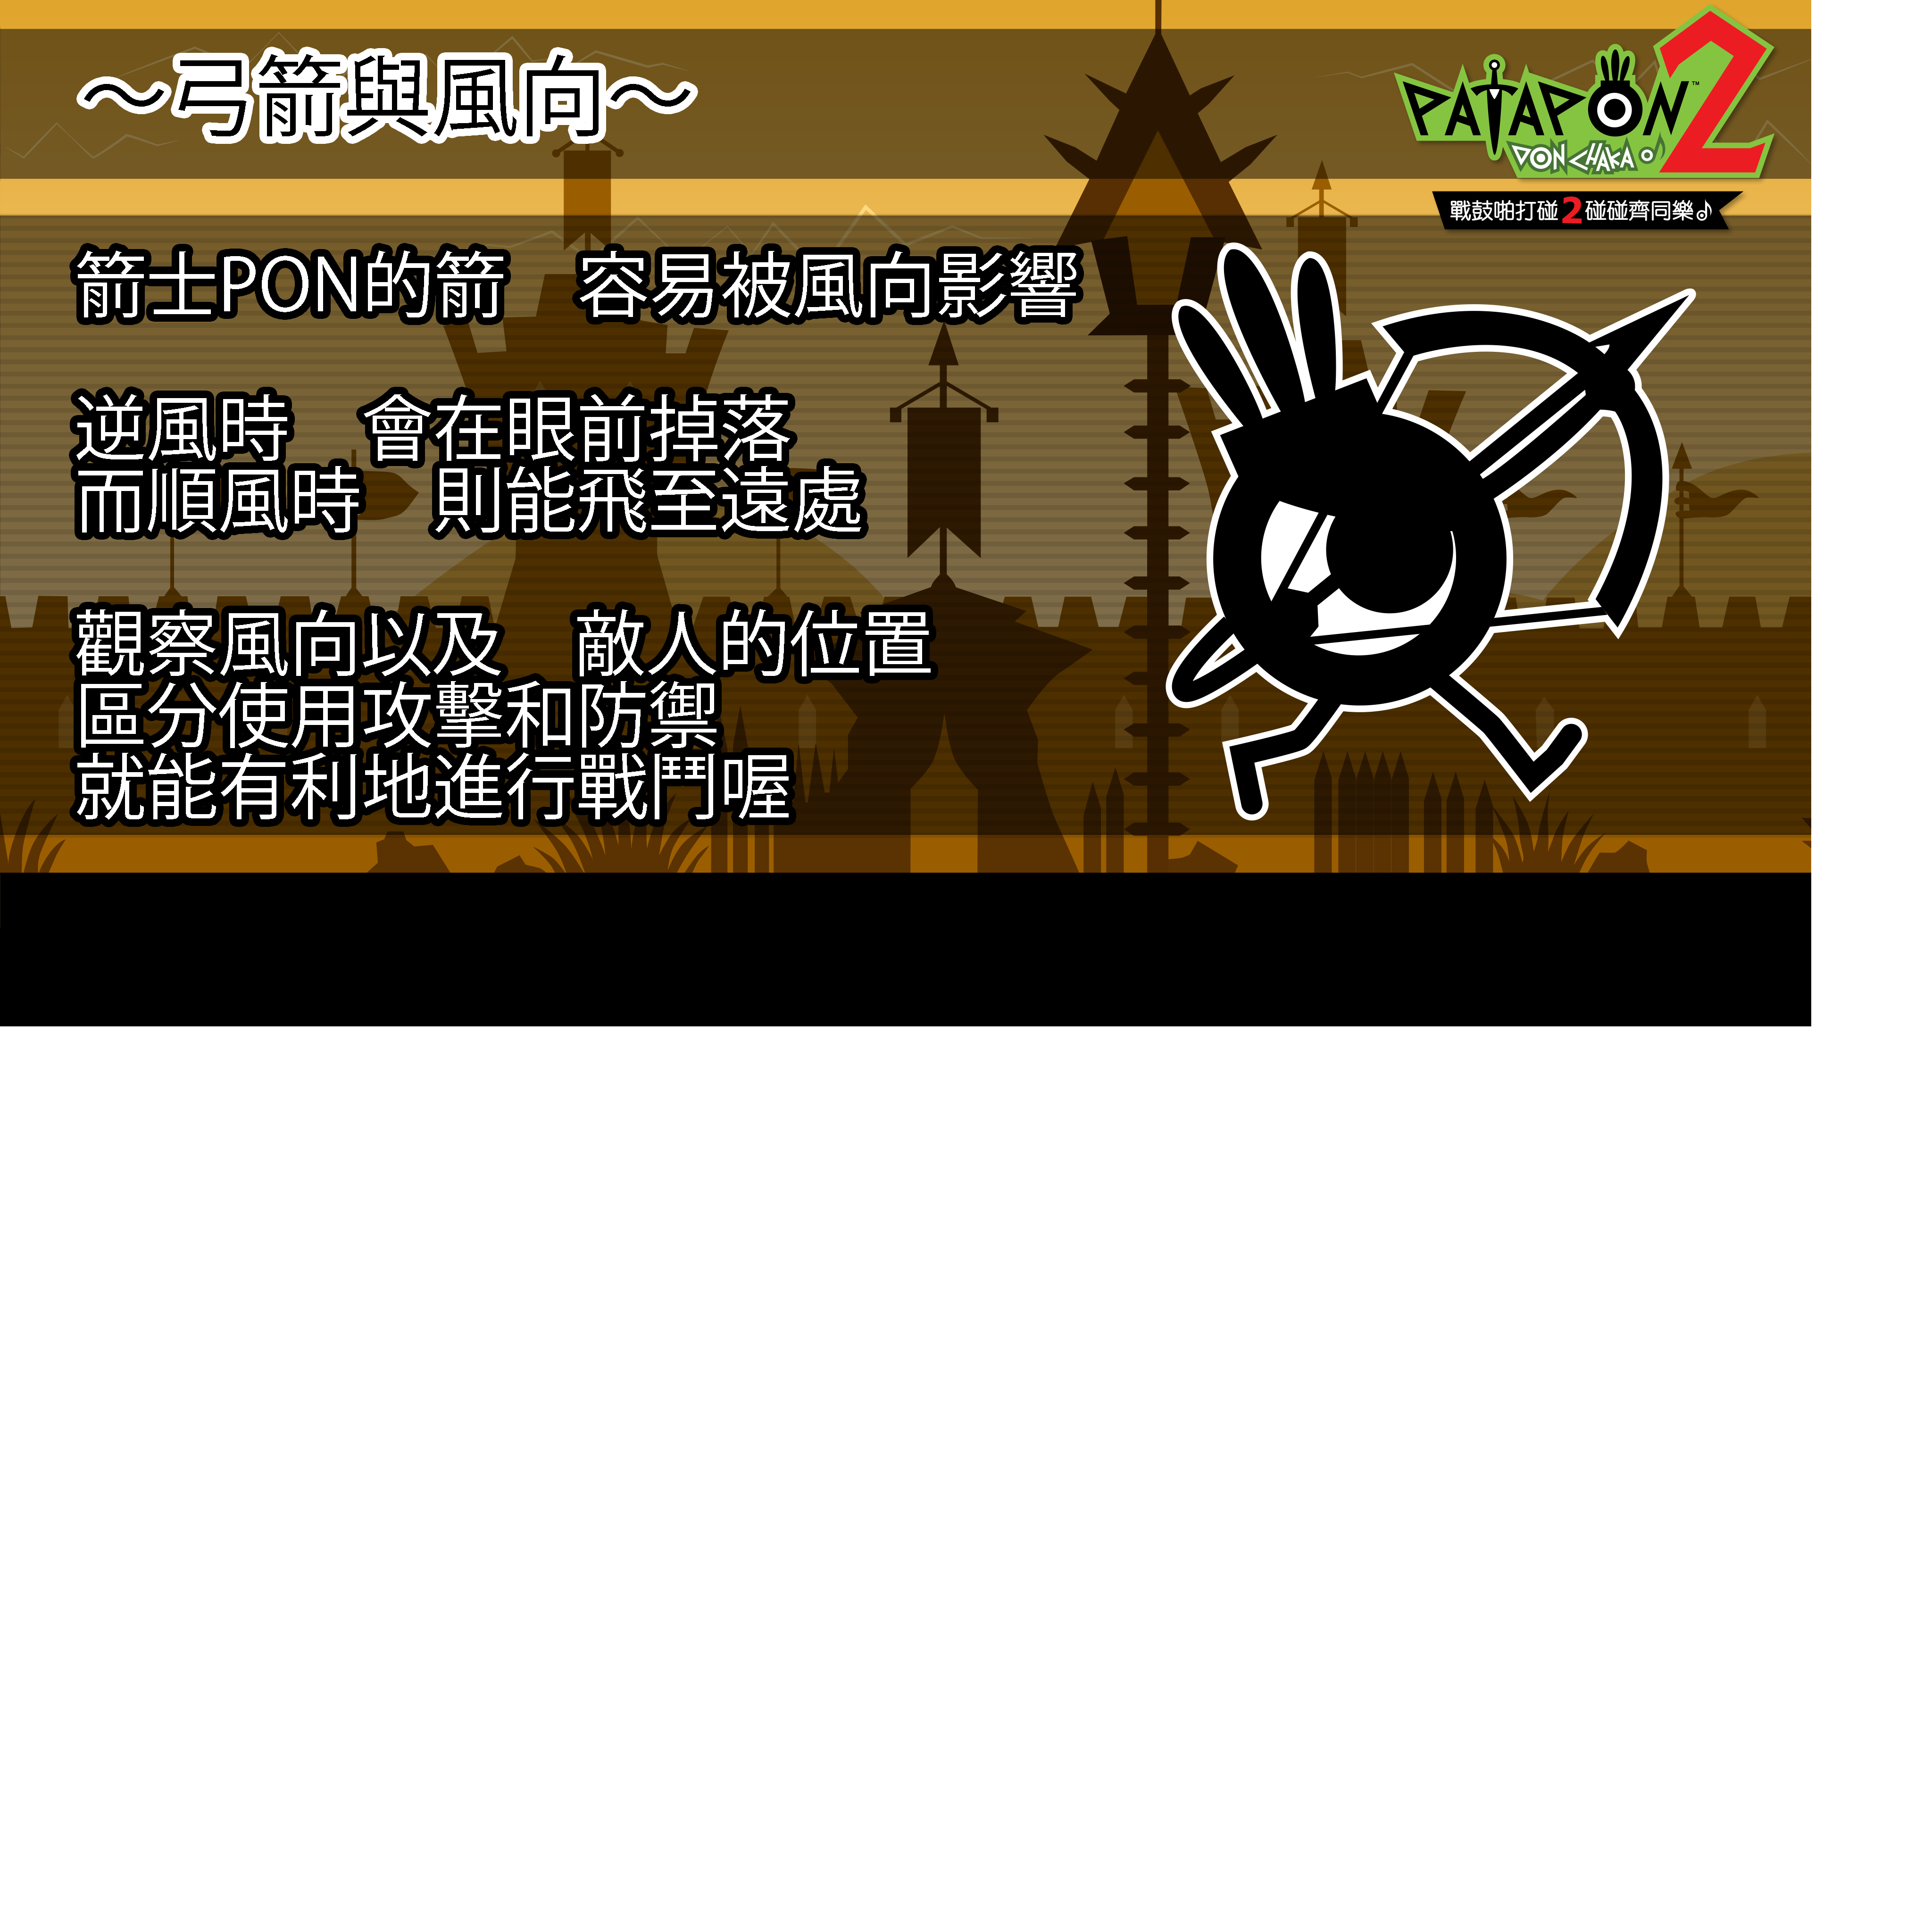 ～弓箭與風向～
PATAPON 2™
DON CHAKA♪
戰鼓啪打碰2碰碰齊同樂♪
箭士PON的箭　容易被風向影響
逆風時　會在眼前掉落
而順風時　則能飛至遠處
觀察風向以及　敵人的位置
區分使用攻擊和防禦
就能有利地進行戰鬥喔